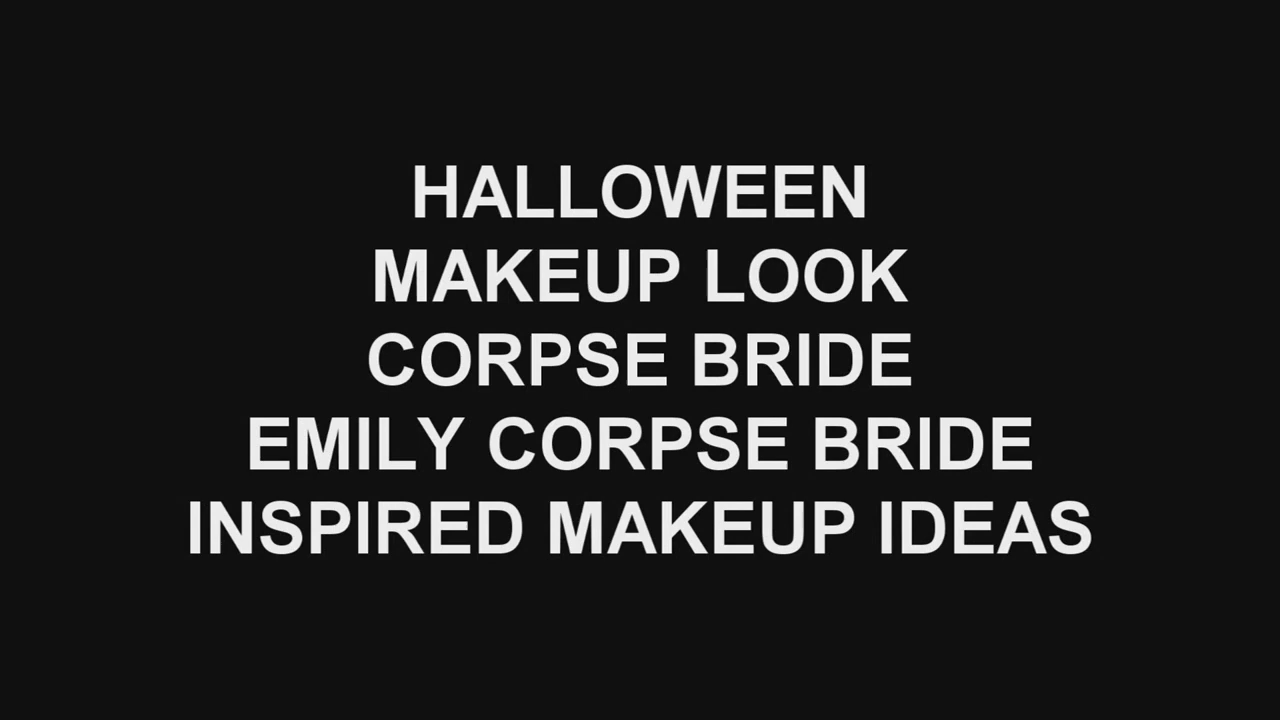 HALLOWEEN
MAKEUP LOOK
CORPSE BRIDE
EMILY CORPSE BRIDE
INSPIRED MAKEUP IDEAS